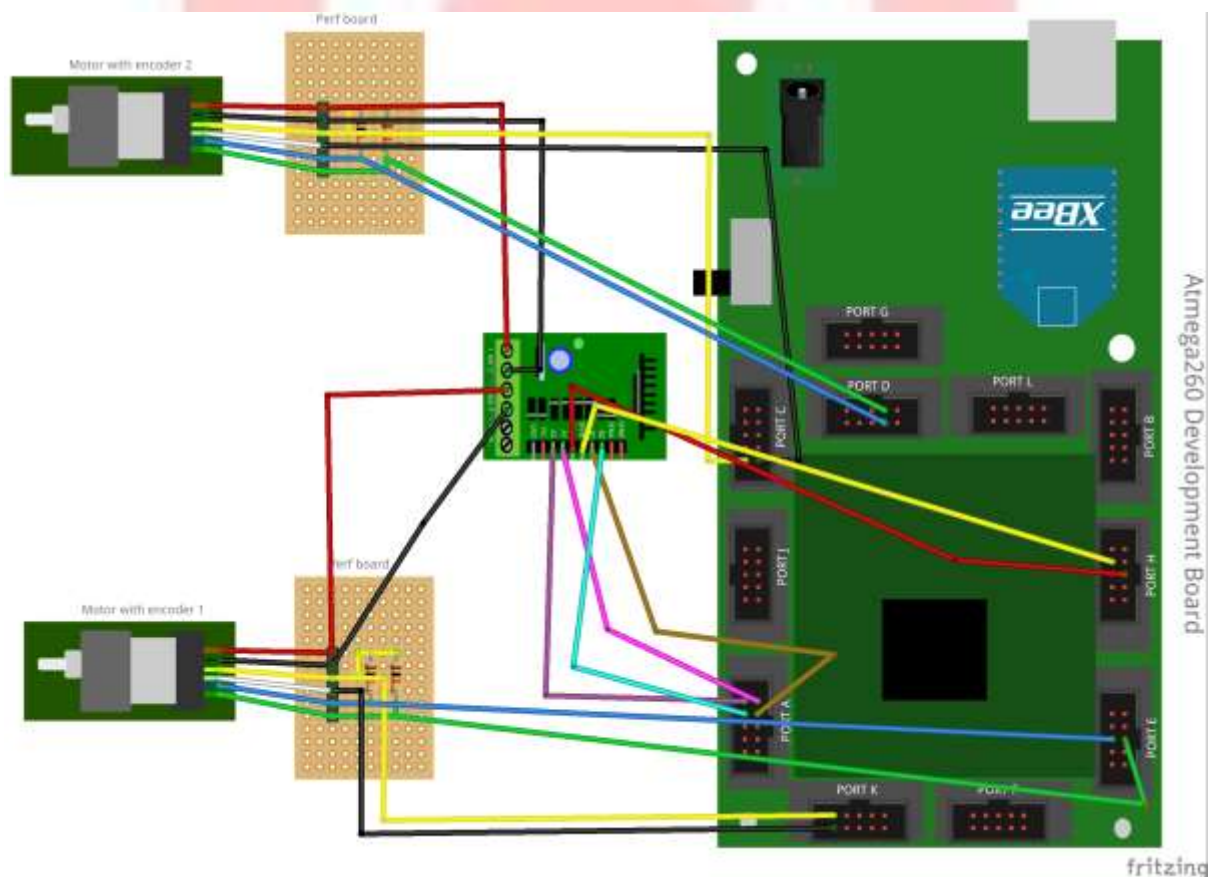 Perf board
Motor with encoder 2
XBee
PORT G
PORT D
PORT L
PORT C
PORT B
Atmega260 Development Board
PORT J
PORT H
Perf board
Motor with encoder 1
PORT A
PORT E
PORT K
fritzing